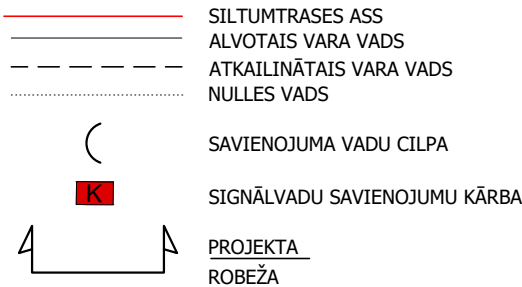 SILTUMTRASES ASS
ALVOTAIS VARA VADS
ATKAILINĀTAIS VARA VADS
NULLES VADS
SAVIENOJUMA VADU CILPA
K SIGNĀLVADU SAVIENOJUMU KĀRBA
PROJEKTA
ROBEŽA